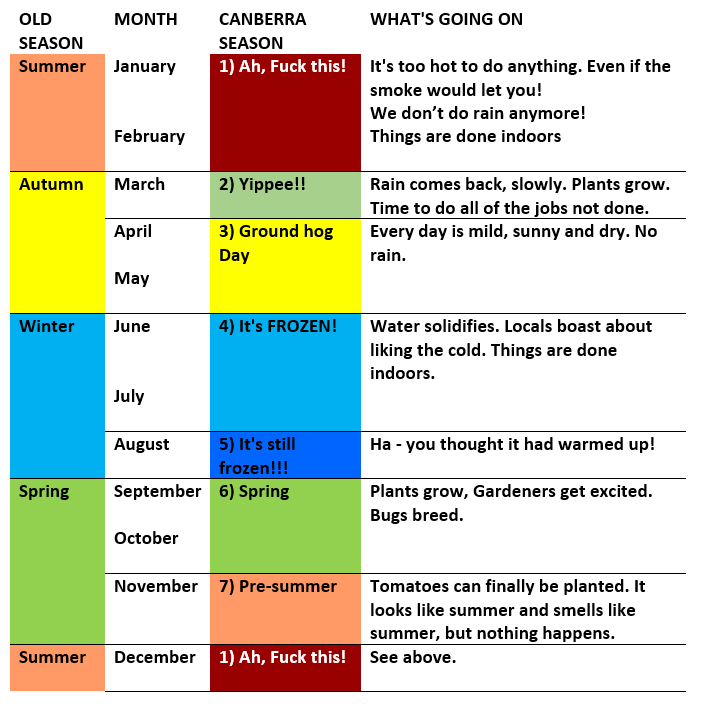 OLD SEASON MONTH CANBERRA SEASON WHAT'S GOING ON
Summer January 1) Ah, Fuck this! It's too hot to do anything. Even if the
smoke would let you!
We don’t do rain anymore!
February Things are done indoors
Autumn March 2) Yippee!! Rain comes back, slowly. Plants grow.
Time to do all of the jobs not done.
April 3) Ground hog Every day is mild, sunny and dry. No
Day rain.
May
Winter June 4) It's FROZEN! Water solidifies. Locals boast about
liking the cold. Things are done
indoors.
July
August 5) It's still Ha - you thought it had warmed up!
frozen!!!
Spring September 6) Spring Plants grow, Gardeners get excited.
Bugs breed.
October
November 7) Pre-summer Tomatoes can finally be planted. It
looks like summer and smells like
summer, but nothing happens.
Summer December 1) Ah, Fuck this! See above.